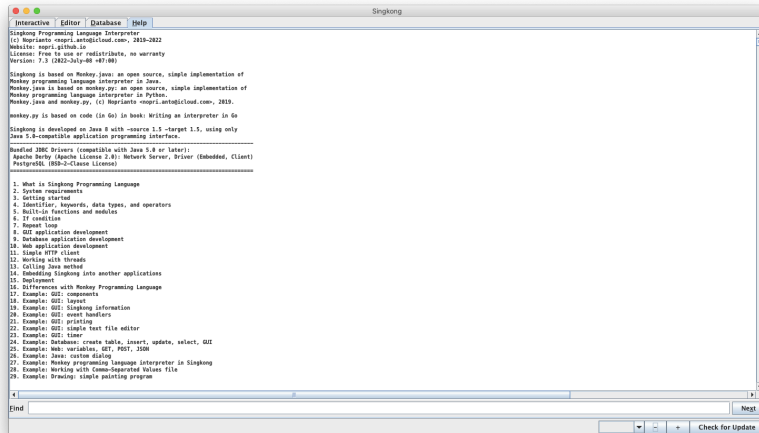 Singkong
Interactive Editor Database Help
Singkong Programming Language Interpreter
(c) Noprianto <nopri.anto@icloud.com>, 2019-2022
Website: nopri.github.io
License: Free to use or redistribute, no warranty
Version: 7.3 (2022-July-08 +07:00)
Singkong is based on Monkey.java: an open source, simple implementation of
Monkey programming language interpreter in Java.
Monkey.java is based on monkey.py: an open source, simple implementation of
Monkey programming language interpreter in Python.
Monkey.java and monkey.py, (c) Noprianto <nopri.anto@icloud.com>, 2019.
monkey.py is based on code (in Go) in book: Writing an interpreter in Go
Singkong is developed on Java 8 with -source 1.5 -target 1.5, using only
Java 5.0-compatible application programming interface.
Bundled JDBC Drivers (compatible with Java 5.0 or later):
Apache Derby (Apache License 2.0): Network Server, Driver (Embedded, Client)
PostgreSQL (BSD-2-Clause License)
1. What is Singkong Programming Language
2. System requirements
3. Getting started
4. Identifier, keywords, data types, and operators
5. Built-in functions and modules
6. If condition
7. Repeat loop
8. GUI application development
9. Database application development
10. Web application development
11. Simple HTTP client
12. Working with threads
13. Calling Java method
14. Embedding Singkong into another applications
15. Deployment
16. Differences with Monkey Programming Language
17. Example: GUI: components
18. Example: GUI: layout
19. Example: GUI: Singkong information
20. Example: GUI: event handlers
21. Example: GUI: printing
22. Example: GUI: simple text file editor
23. Example: GUI: timer
24. Example: Database: create table, insert, update, select, GUI
25. Example: Web: variables, GET, POST, JSON
26. Example: Java: custom dialog
27. Example: Monkey programming language interpreter in Singkong
28. Example: Working with Comma-Separated Values file
29. Example: Drawing: simple painting program
Find Next
- + Check for Update